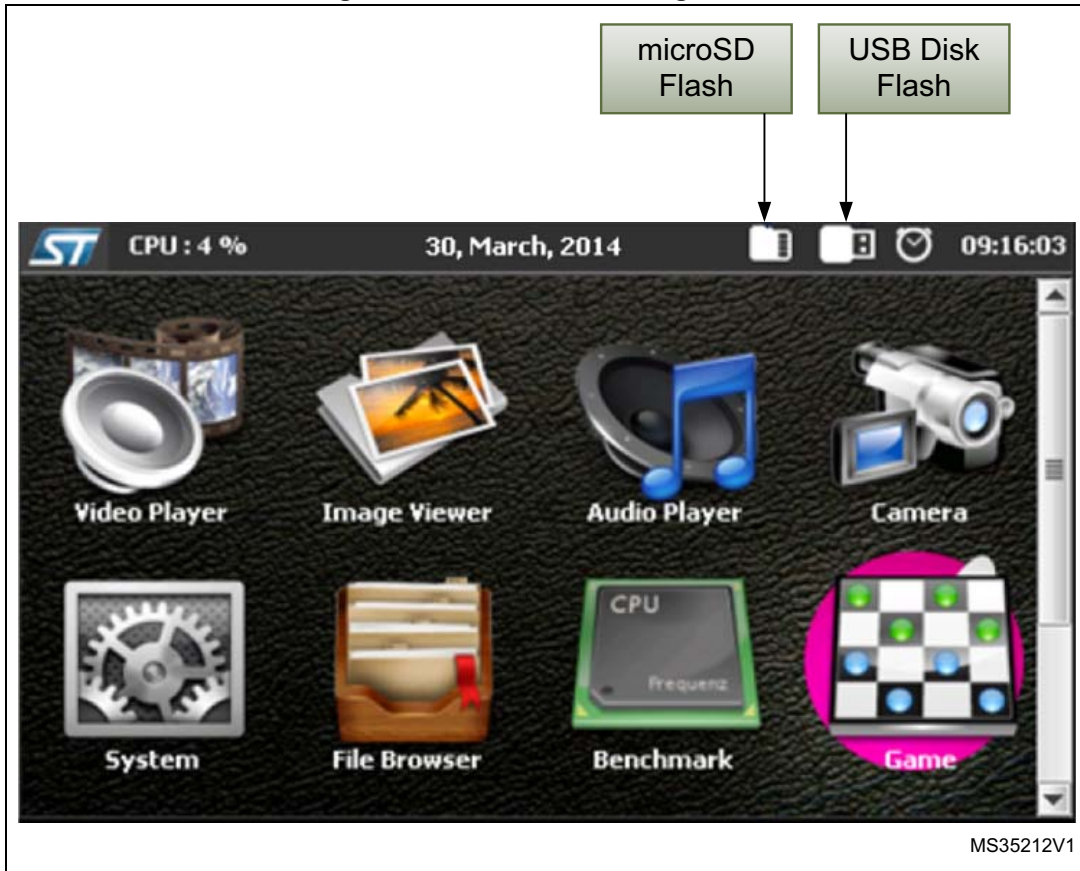 microSD
Flash
USB Disk
Flash
ST
CPU : 4 %
30, March, 2014
09:16:03
Video Player
Image Viewer
Audio Player
Camera
CPU
Frequenz
System
File Browser
Benchmark
Game
MS35212V1